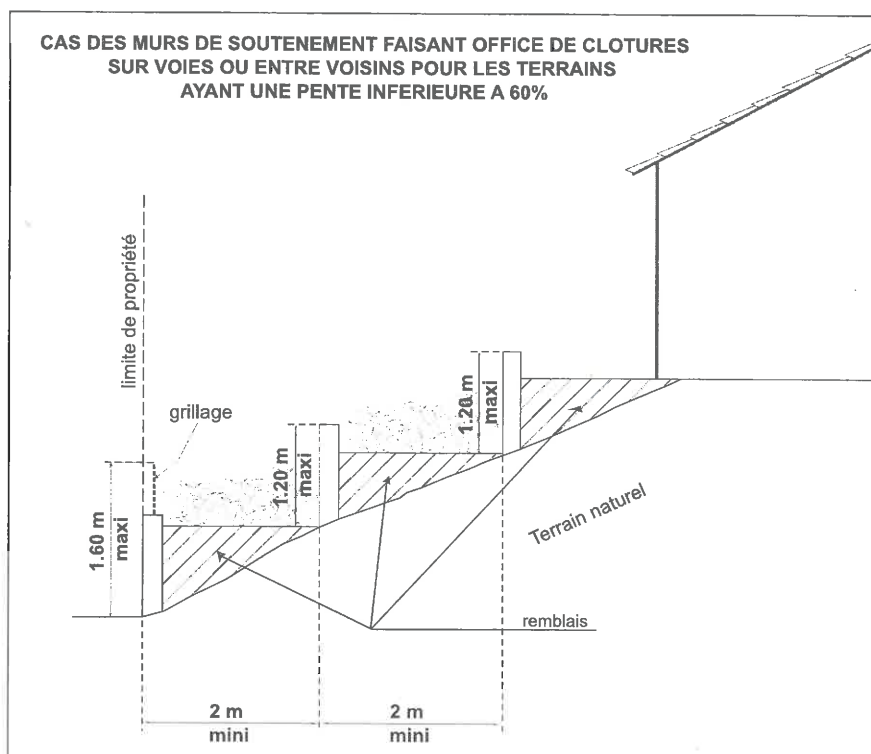 CAS DES MURS DE SOUTENEMENT FAISANT OFFICE DE CLOTURES
SUR VOIES OU ENTRE VOISINS POUR LES TERRAINS
AYANT UNE PENTE INFERIEURE A 60%
limite de propriété
grillage
1.60 m
maxi
1.20 m
maxi
1.20 m
maxi
Terrain naturel
remblais
2 m
mini
2 m
mini